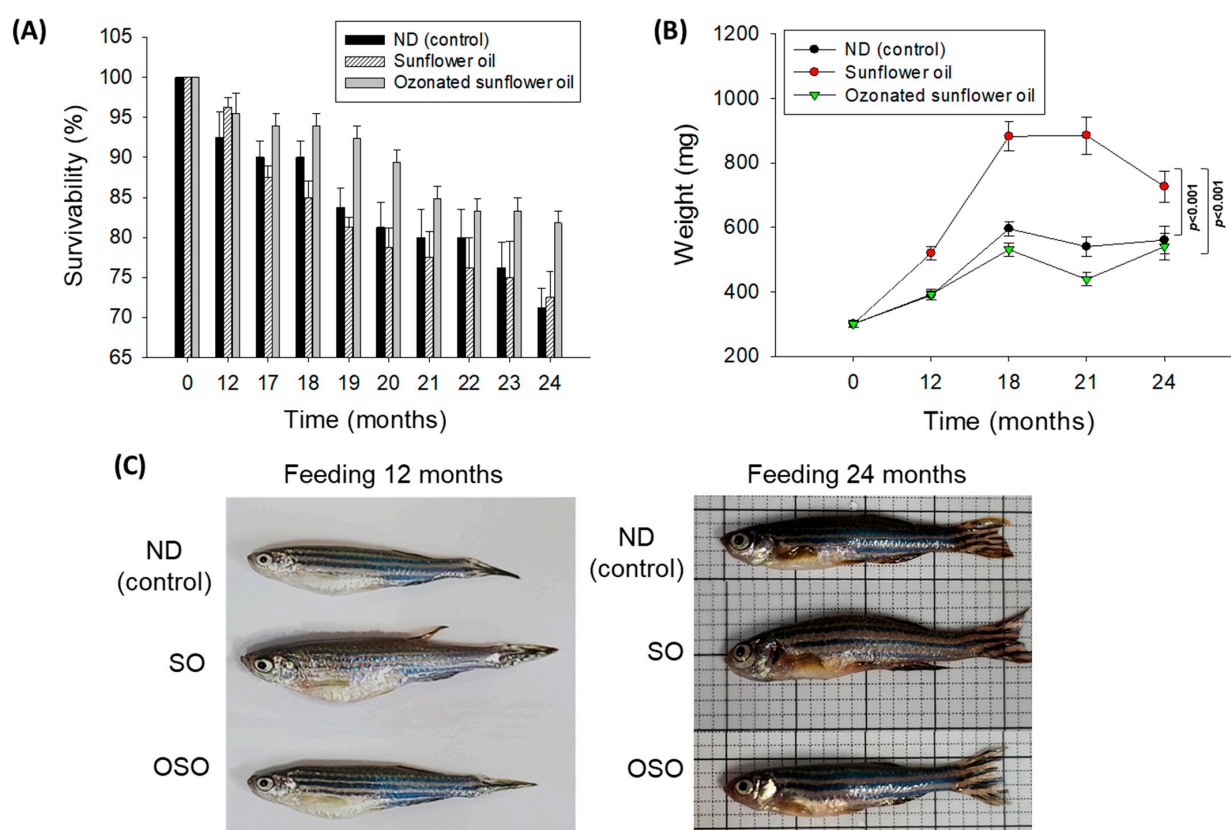 (A)
ND (control)
Sunflower oil
Ozonated sunflower oil
Survivability (%)
100
95
90
85
80
75
70
65
0 12 17 18 19 20 21 22 23 24
Time (months)
(B)
ND (control)
Sunflower oil
Ozonated sunflower oil
Weight (mg)
1200
1000
800
600
400
200
p<0.001
p<0.001
0 12 18 21 24
Time (months)
(C)
Feeding 12 months
ND
(control)
SO
OSO
Feeding 24 months
ND
(control)
SO
OSO